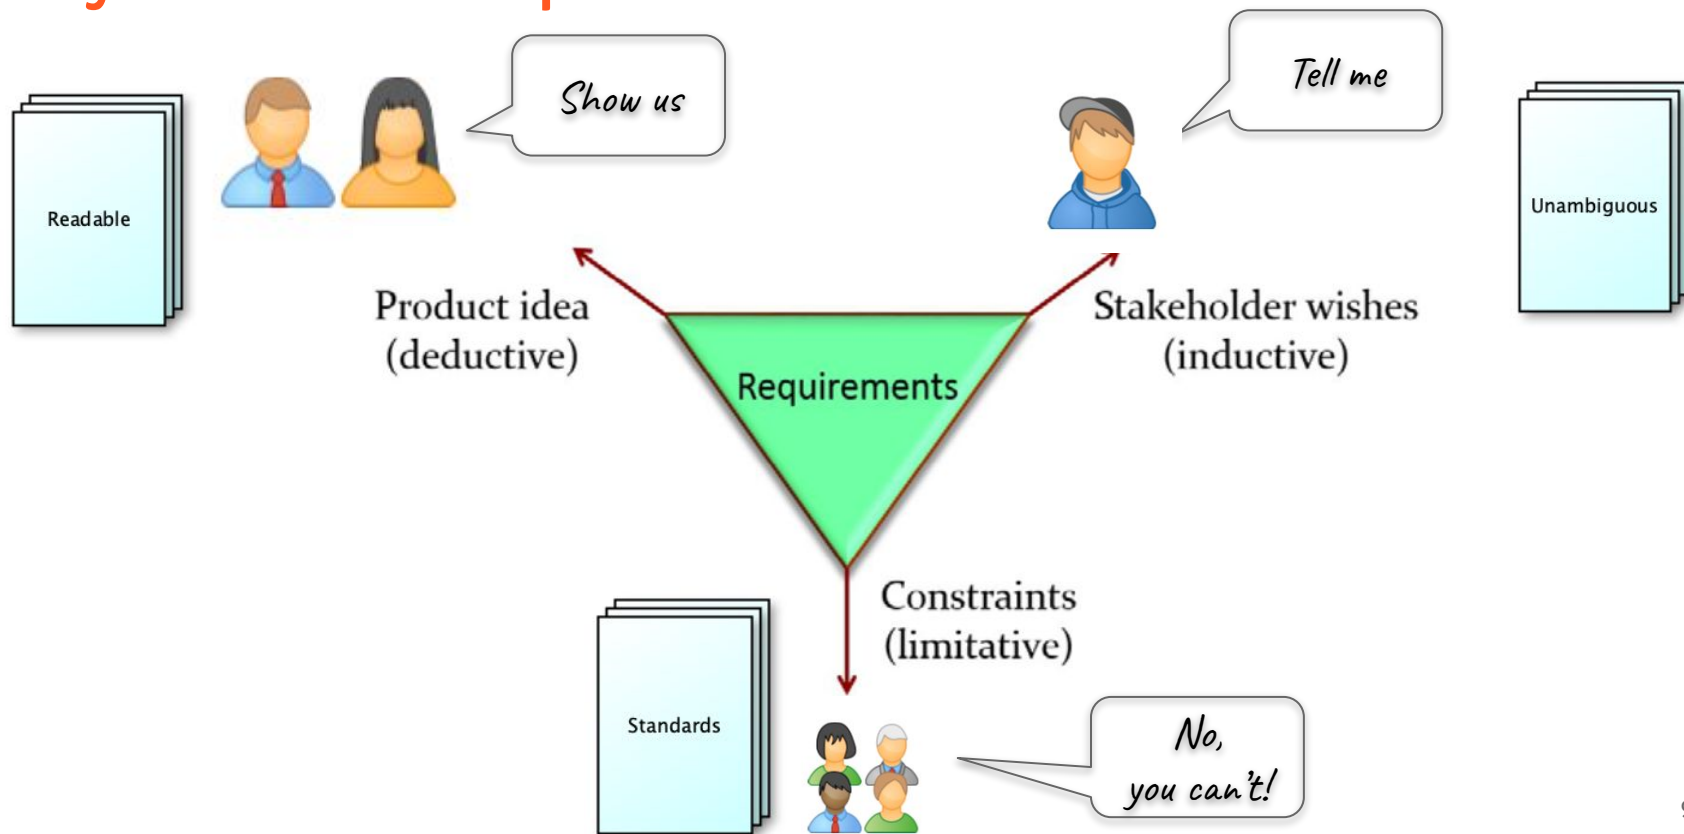 Show us
Tell me
Readable
Unambiguous
Product idea
(deductive)
Stakeholder wishes
(inductive)
Requirements
Constraints
(limitative)
Standards
No,
you can't!